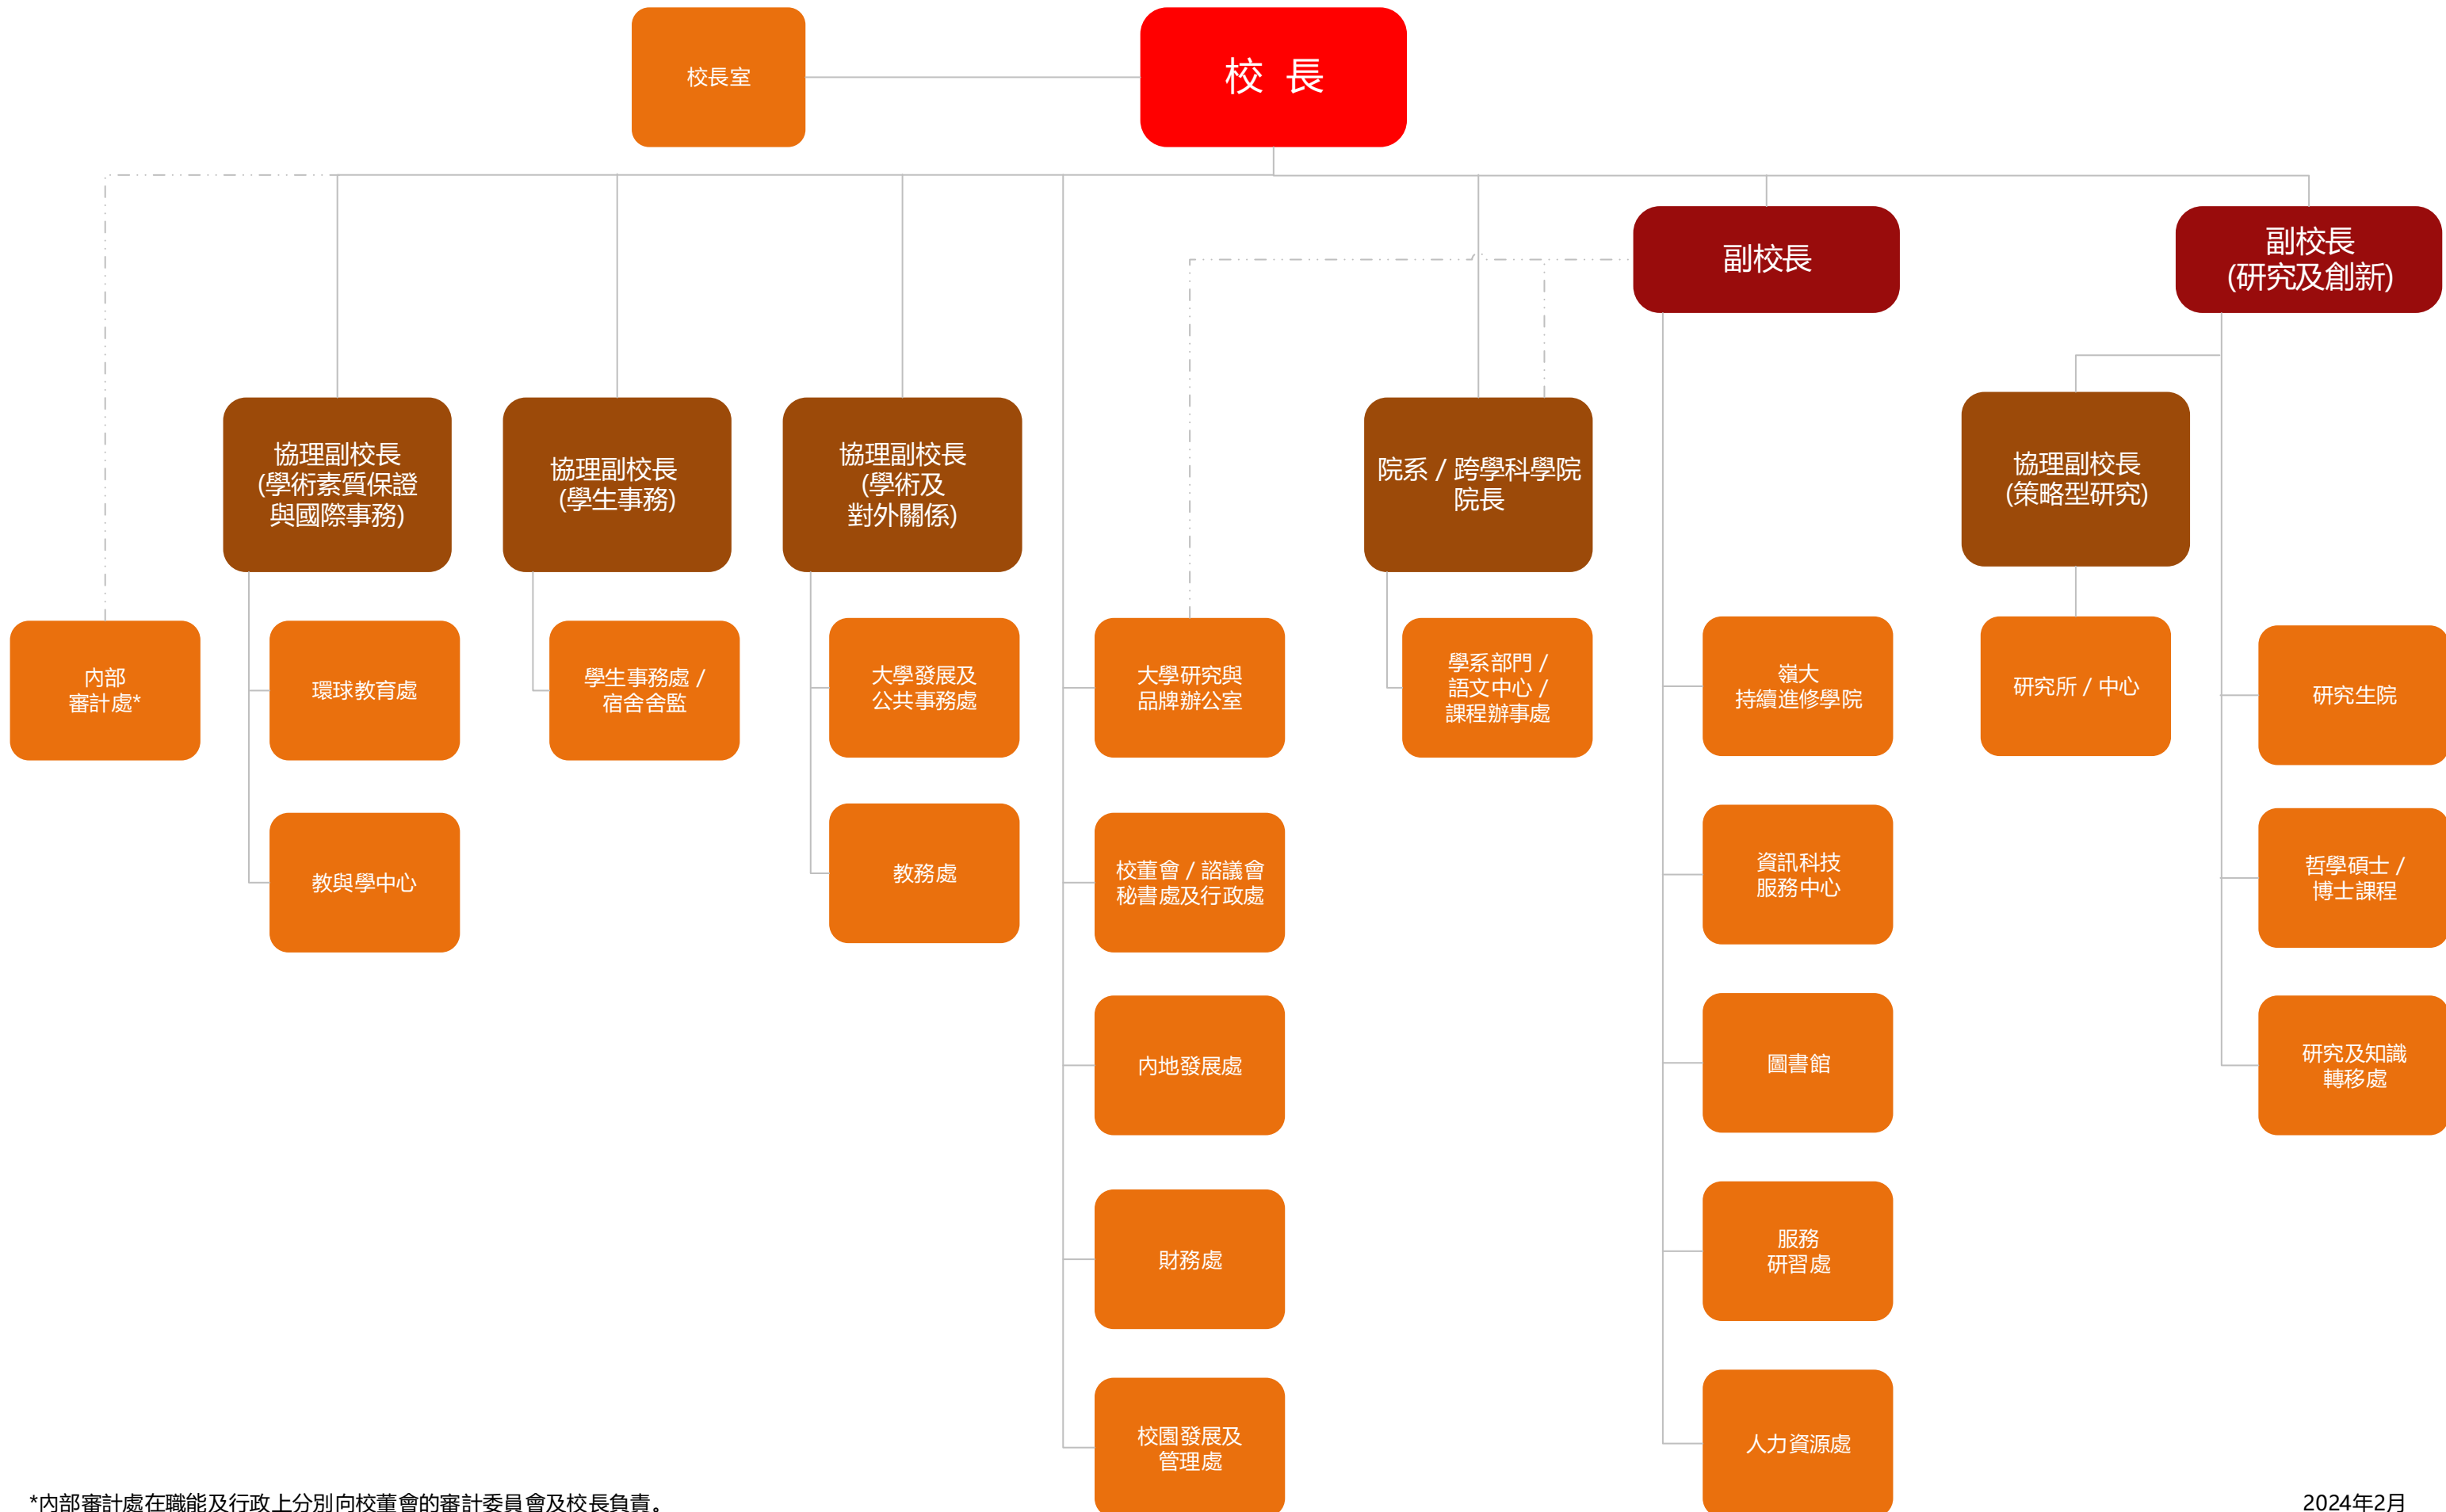 校長室
校 長
副校長
副校長
(研究及創新)
協理副校長
(學術素質保證
與國際事務)
協理副校長
(學生事務)
協理副校長
(學術及
對外關係)
院系 / 跨學科學院
院長
協理副校長
(策略型研究)
內部
審計處*
環球教育處
學生事務處 /
宿舍舍監
大學發展及
公共事務處
大學研究與
品牌辦公室
學系部門 /
語文中心 /
課程辦事處
嶺大
持續進修學院
研究所 / 中心
研究生院
教與學中心
教務處
校董會 / 諮議會
秘書處及行政處
資訊科技
服務中心
哲學碩士 /
博士課程
內地發展處
圖書館
研究及知識
轉移處
財務處
服務
研習處
校園發展及
管理處
人力資源處
*內部審計處在職能及行政上分別向校董會的審計委員會及校長負責。
2024年2月